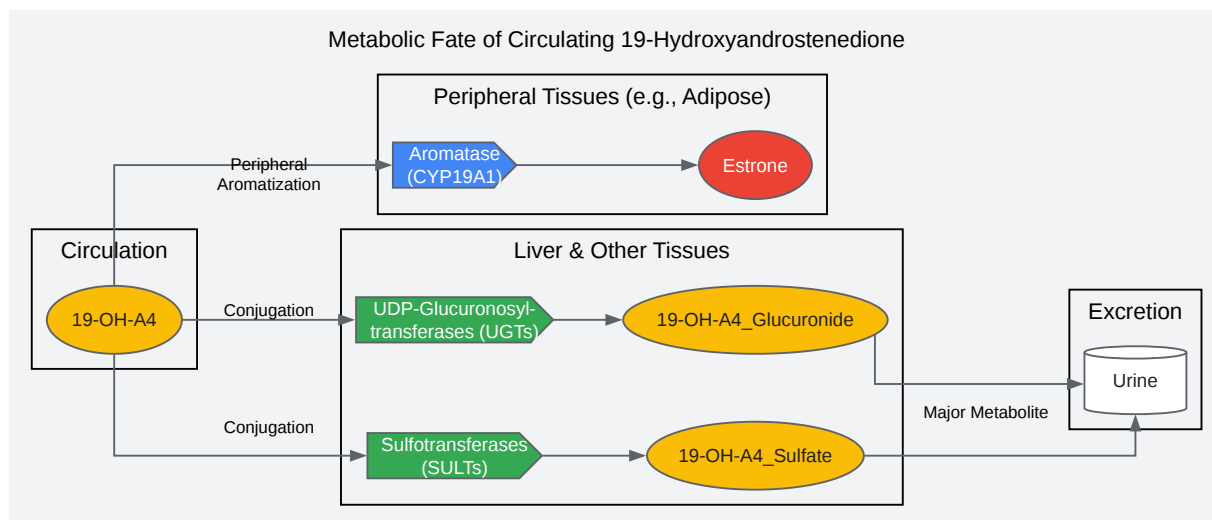 Metabolic Fate of Circulating 19-Hydroxyandrostenedione
Peripheral Tissues (e.g., Adipose)
Peripheral
Aromatization
Aromatase
(CYP19A1)
Estrone
Circulation
19-OH-A4
Liver & Other Tissues
Conjugation
UDP-Glucuronosyl-
transferases (UGTs)
19-OH-A4_Glucuronide
Conjugation
Sulfotransferases
(SULTs)
19-OH-A4_Sulfate
Major Metabolite
Excretion
Urine